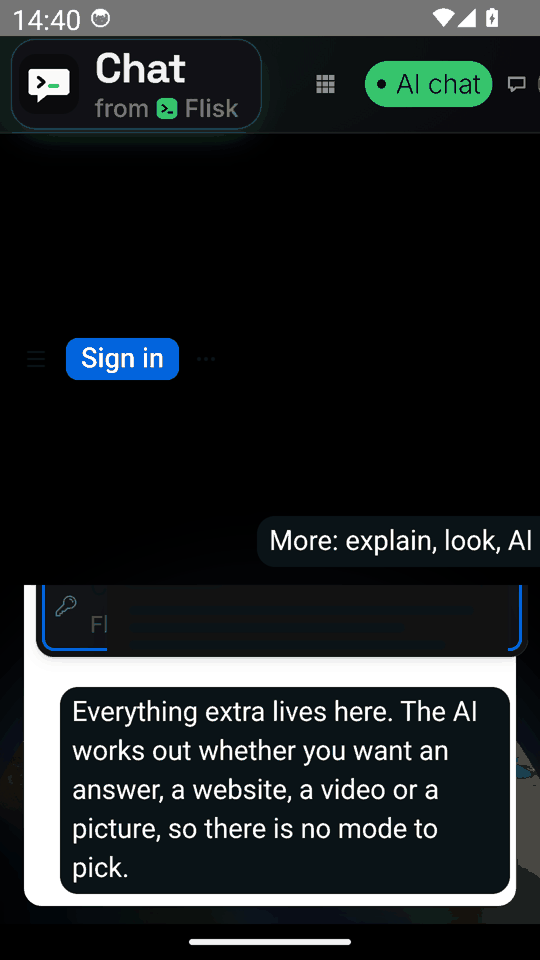 14:40
Chat
from Flisk
AI chat
Sign in
More: explain, look, AI
Everything extra lives here. The AI
works out whether you want an
answer, a website, a video or a
picture, so there is no mode to
pick.